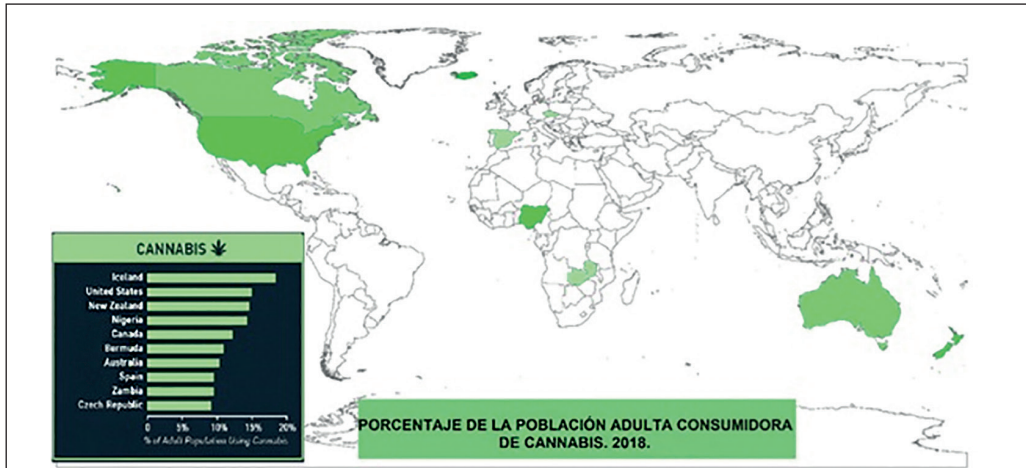 CANNABIS
Iceland
United States
New Zealand
Nigeria
Canada
Bermuda
Australia
Spain
Zambia
Czech Republic
0 5% 10% 15% 20%
% of Adult Population Using Cannabis.
PORCENTAJE DE LA POBLACIÓN ADULTA CONSUMIDORA
DE CANNABIS. 2018.